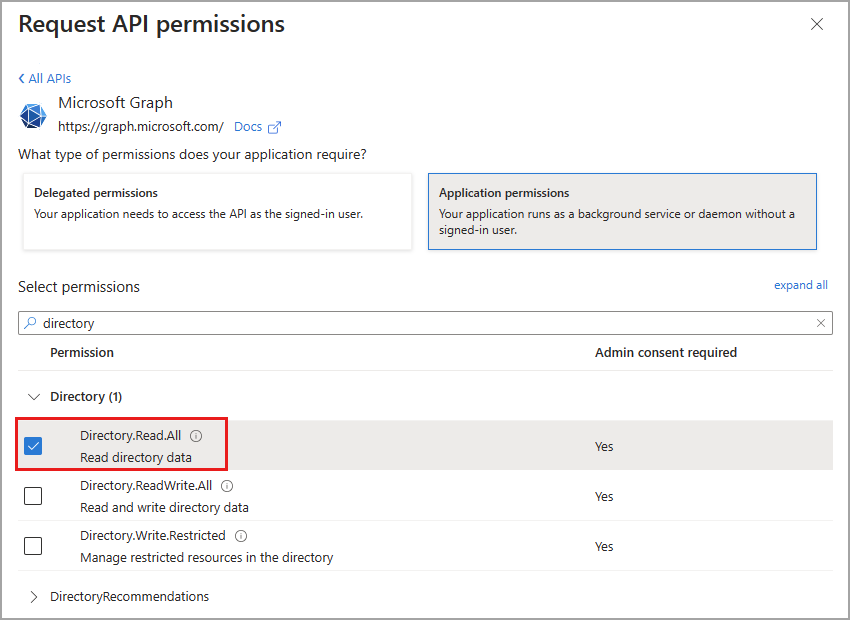 Request API permissions
All APIs
Microsoft Graph
https://graph.microsoft.com/ Docs
What type of permissions does your application require?
Delegated permissions
Your application needs to access the API as the signed-in user.
Application permissions
Your application runs as a background service or daemon without a
signed-in user.
Select permissions
expand all
directory
Permission
Admin consent required
Directory (1)
Directory.Read.All
Read directory data
Yes
Directory.ReadWrite.All
Read and write directory data
Yes
Directory.Write.Restricted
Manage restricted resources in the directory
Yes
DirectoryRecommendations